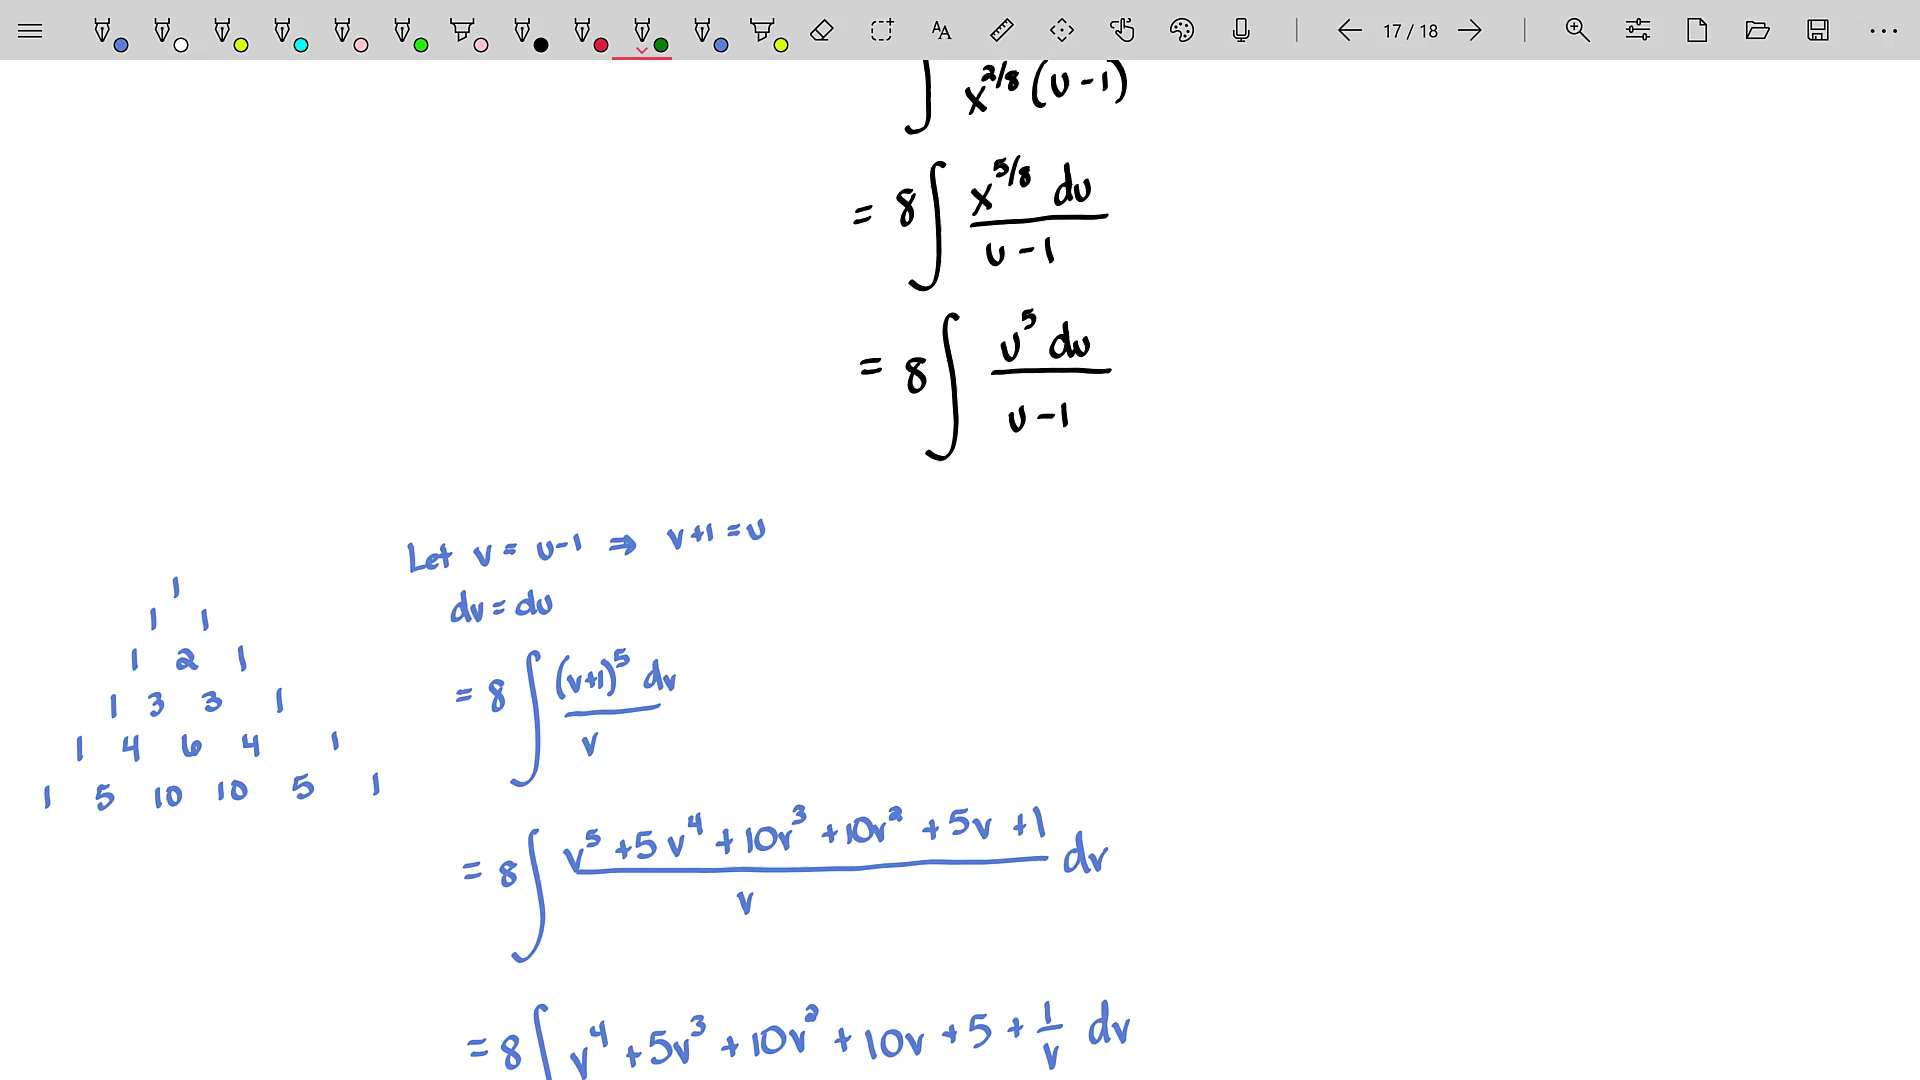 17 / 18
∫ x^{2/8} (u - 1)
= 8 ∫ x^{5/8} du / (u - 1)
= 8 ∫ u^5 du / (u - 1)
Let v = u - 1 ⇒ v + 1 = u
dv = du
1
1 1
1 2 1
1 3 3 1
1 4 6 4 1
1 5 10 10 5 1
= 8 ∫ (v+1)^5 dv / v
= 8 ∫ (v^5 + 5v^4 + 10v^3 + 10v^2 + 5v + 1) / v dv
= 8 ∫ v^4 + 5v^3 + 10v^2 + 10v + 5 + 1/v dv